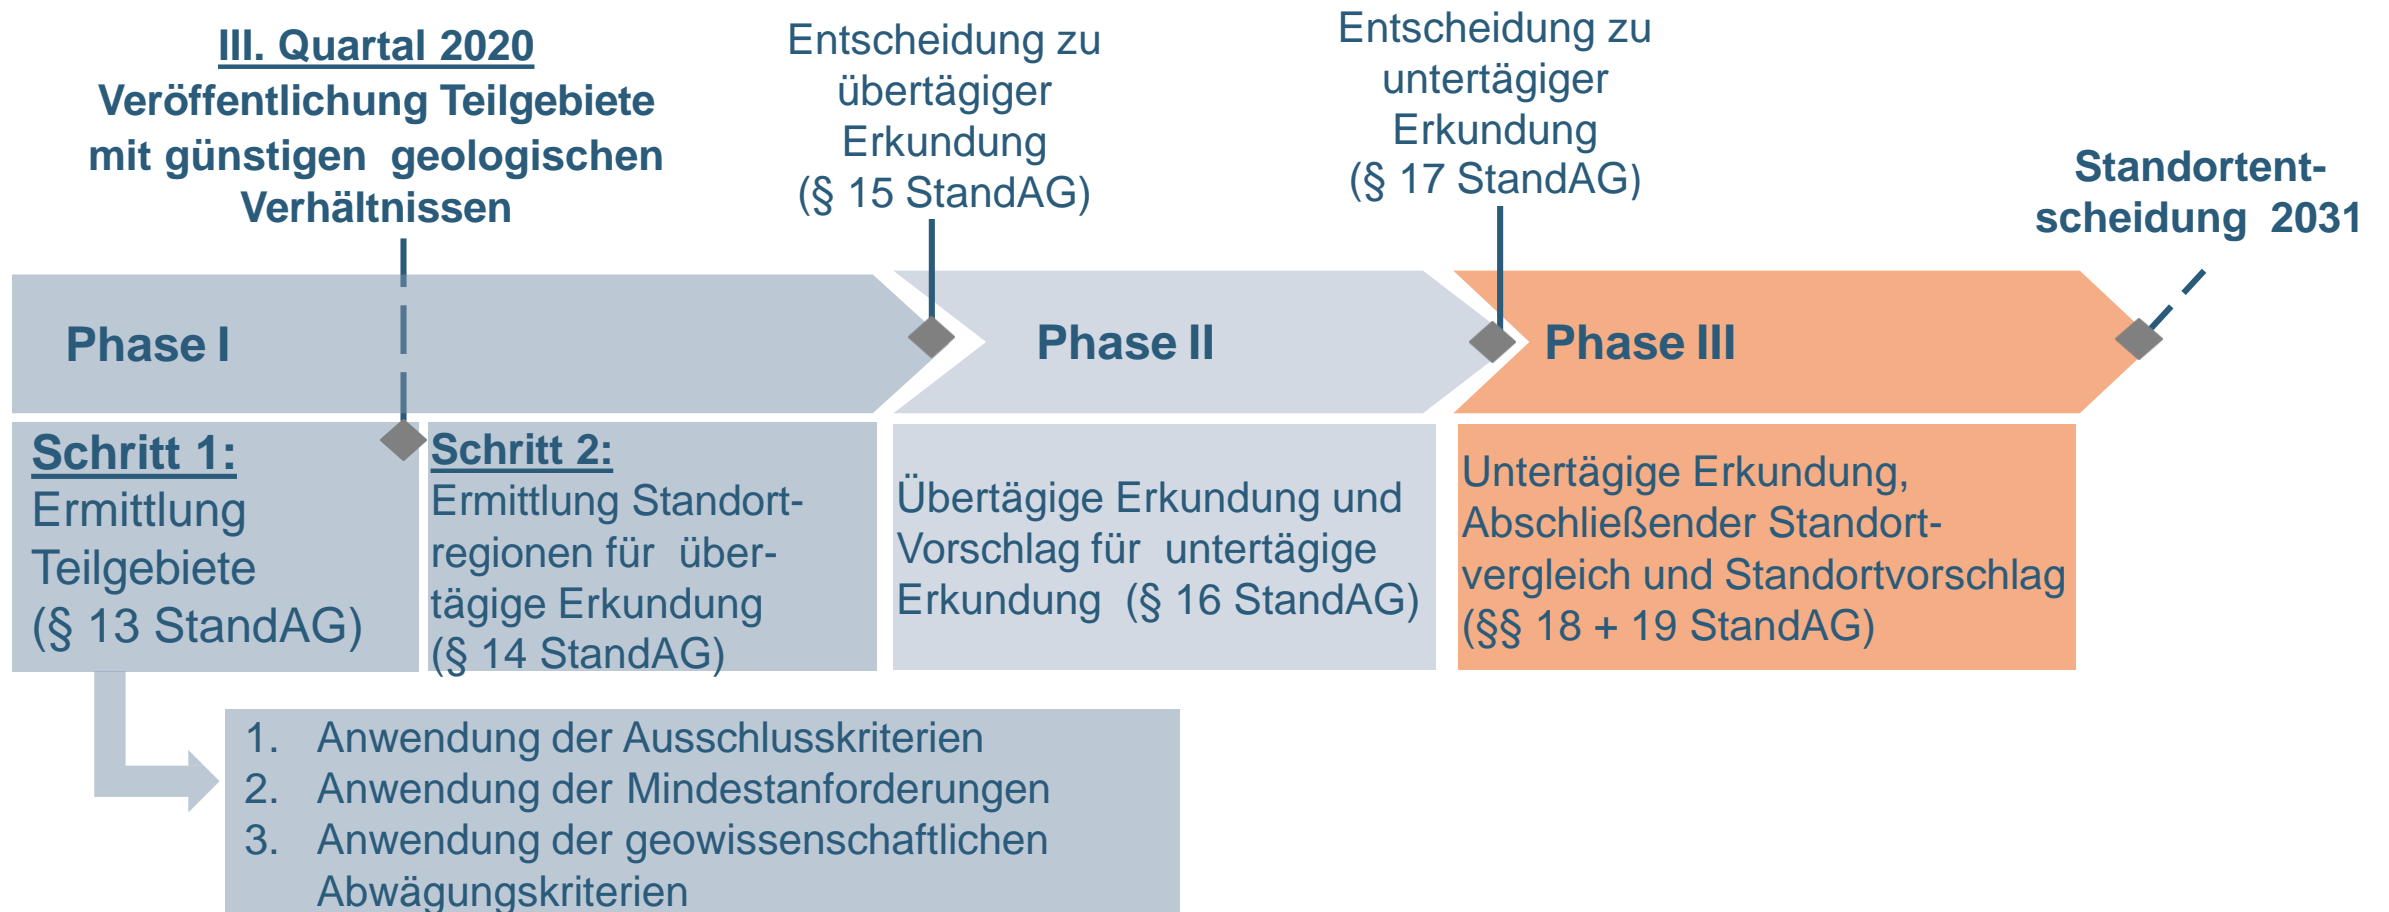 III. Quartal 2020
Veröffentlichung Teilgebiete
mit günstigen geologischen
Verhältnissen
Entscheidung zu
übertägiger
Erkundung
(§ 15 StandAG)
Entscheidung zu
untertägiger
Erkundung
(§ 17 StandAG)
Standortent-
scheidung 2031
Phase I
Phase II
Phase III
Schritt 1:
Ermittlung
Teilgebiete
(§ 13 StandAG)
Schritt 2:
Ermittlung Standort-
regionen für über-
tägige Erkundung
(§ 14 StandAG)
Übertägige Erkundung und
Vorschlag für untertägige
Erkundung (§ 16 StandAG)
Untertägige Erkundung,
Abschließender Standort-
vergleich und Standortvorschlag
(§§ 18 + 19 StandAG)
1. Anwendung der Ausschlusskriterien
2. Anwendung der Mindestanforderungen
3. Anwendung der geowissenschaftlichen
Abwägungskriterien